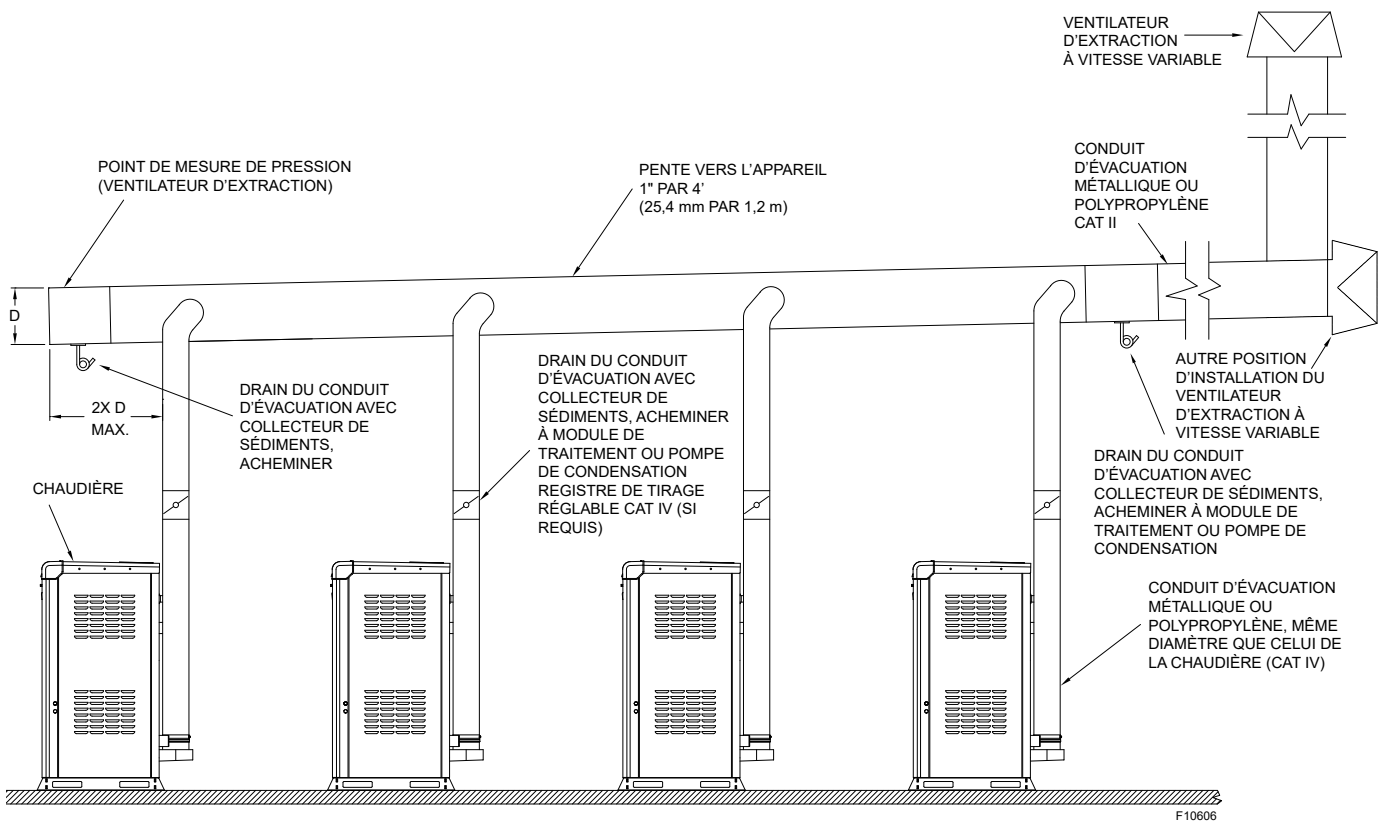 VENTILATEUR
D'EXTRACTION
À VITESSE VARIABLE
POINT DE MESURE DE PRESSION
(VENTILATEUR D'EXTRACTION)
PENTE VERS L'APPAREIL
1" PAR 4'
(25,4 mm PAR 1,2 m)
CONDUIT
D'ÉVACUATION
MÉTALLIQUE OU
POLYPROPYLÈNE
CAT II
D
2X D
MAX.
DRAIN DU CONDUIT
D'ÉVACUATION AVEC
COLLECTEUR DE
SÉDIMENTS,
ACHEMINER
DRAIN DU CONDUIT
D'ÉVACUATION AVEC
COLLECTEUR DE
SÉDIMENTS, ACHEMINER
À MODULE DE
TRAITEMENT OU POMPE
DE CONDENSATION
REGISTRE DE TIRAGE
RÉGLABLE CAT IV (SI
REQUIS)
AUTRE POSITION
D'INSTALLATION DU
VENTILATEUR
D'EXTRACTION À
VITESSE VARIABLE
DRAIN DU CONDUIT
D'ÉVACUATION AVEC
COLLECTEUR DE SÉDIMENTS,
ACHEMINER À MODULE DE
TRAITEMENT OU POMPE DE
CONDENSATION
CHAUDIÈRE
CONDUIT D'ÉVACUATION
MÉTALLIQUE OU
POLYPROPYLÈNE, MÊME
DIAMÈTRE QUE CELUI DE
LA CHAUDIÈRE (CAT IV)
F10606